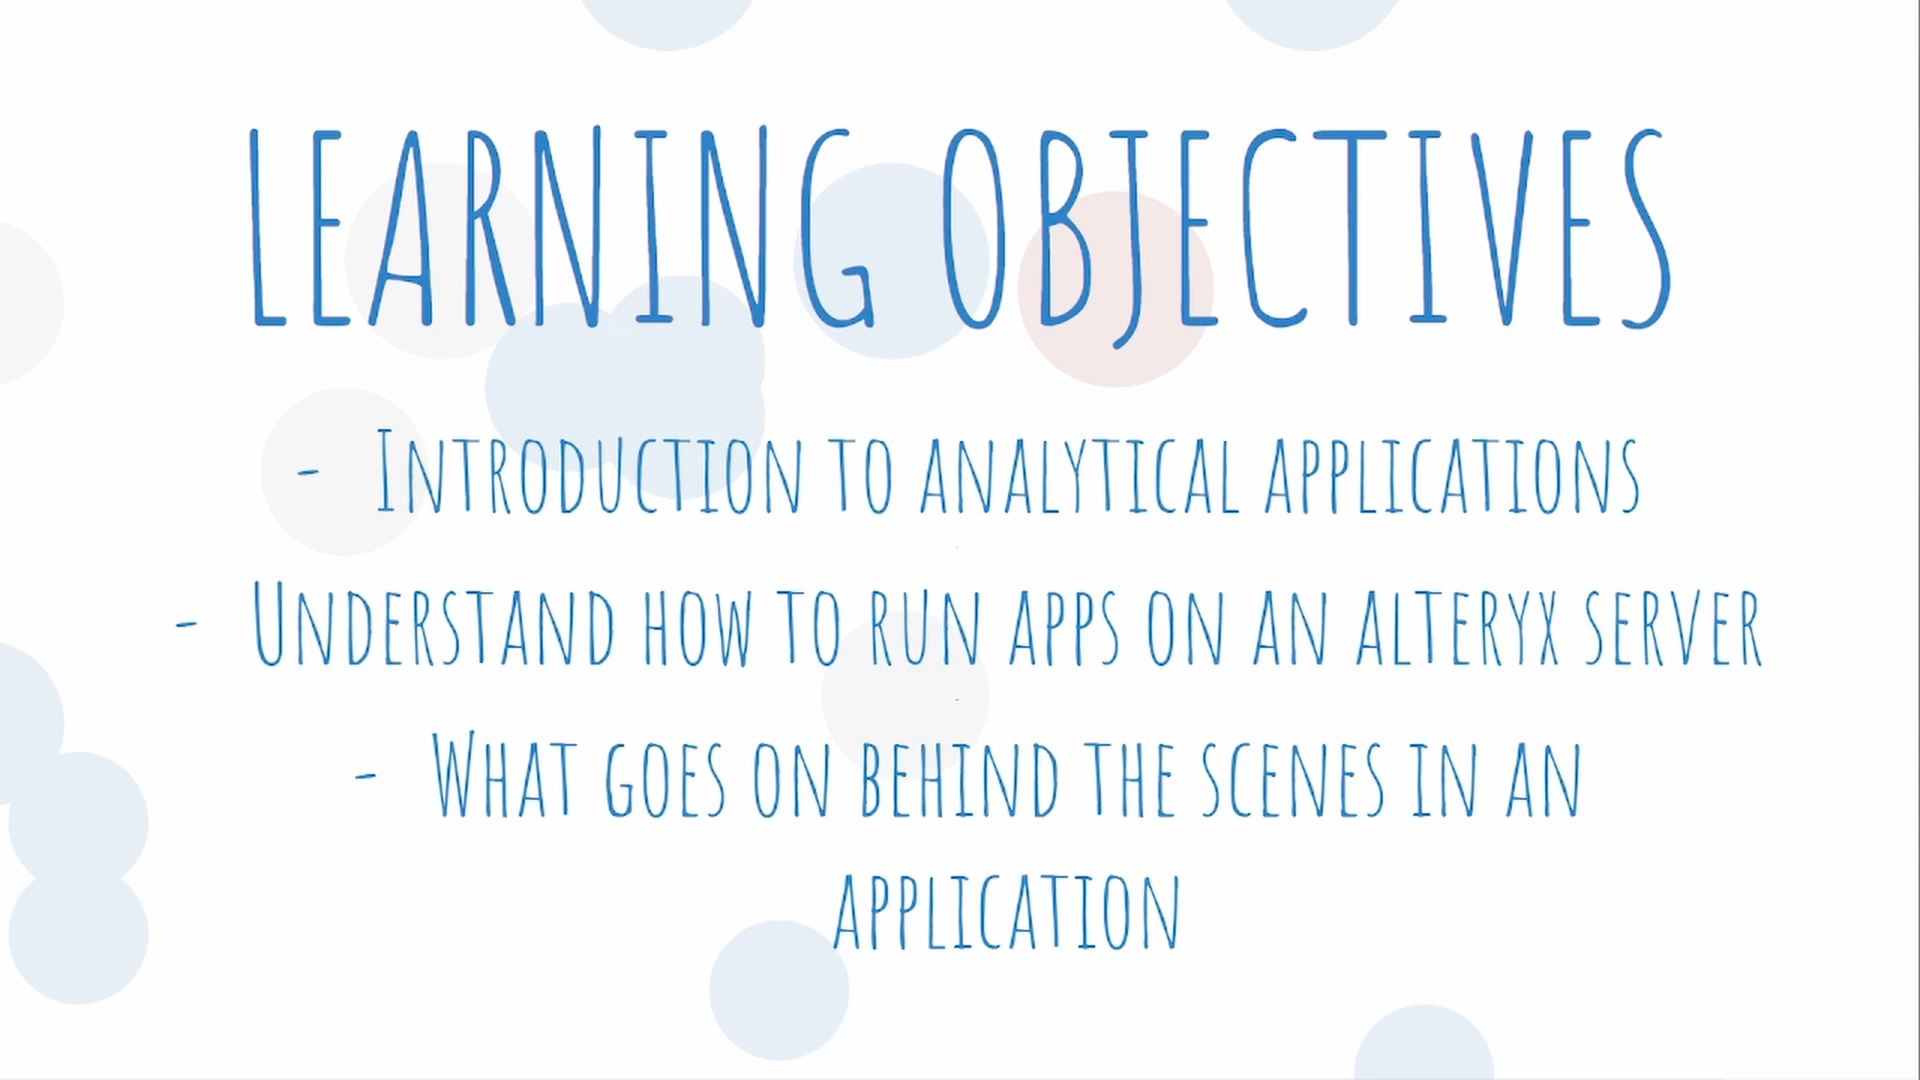 LEARNING OBJECTIVES
- INTRODUCTION TO ANALYTICAL APPLICATIONS
- UNDERSTAND HOW TO RUN APPS ON AN ALTERYX SERVER
- WHAT GOES ON BEHIND THE SCENES IN AN
APPLICATION